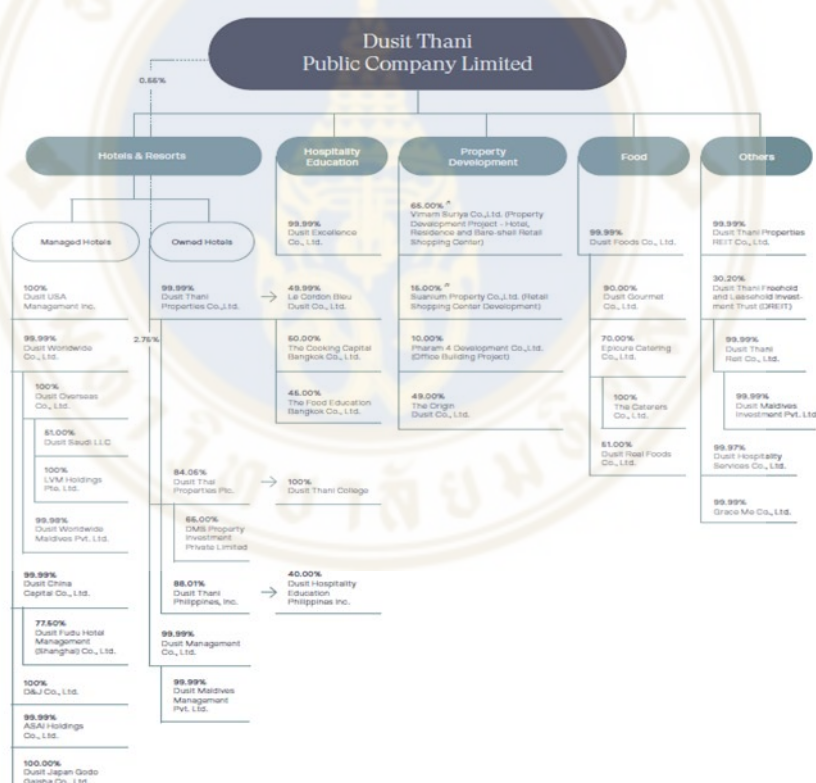 Dusit Thani
Public Company Limited
0.55%
Hotels & Resorts
Hospitality
Education
Property
Development
Food
Others
Managed Hotels
Owned Hotels
100%
Dusit USA
Management Inc.
99.99%
Dusit Worldwide
Co., Ltd.
100%
Dusit Overseas
Co., Ltd.
51.00%
Dusit Saudi LLC
100%
LVM Holdings
Pte. Ltd.
99.98%
Dusit Worldwide
Maldives Pvt. Ltd.
99.99%
Dusit China
Capital Co., Ltd.
77.50%
Dusit Fudu Hotel
Management
(Shanghai) Co., Ltd.
100%
D&J Co., Ltd.
99.99%
ASAI Holdings
Co., Ltd.
100.00%
Dusit Japan Godo
Gaisha Co., Ltd.
99.99%
Dusit Thani
Properties Co., Ltd.
2.75%
84.05%
Dusit Thai
Properties Plc.
55.00%
DMS Property
Investment
Private Limited
88.01%
Dusit Thani
Philippines, Inc.
99.99%
Dusit Management
Co., Ltd.
99.99%
Dusit Maldives
Management
Pvt. Ltd.
99.99%
Dusit Excellence
Co., Ltd.
49.99%
Le Cordon Bleu
Dusit Co., Ltd.
50.00%
The Cooking Capital
Bangkok Co., Ltd.
45.00%
The Food Education
Bangkok Co., Ltd.
100%
Dusit Thani College
40.00%
Dusit Hospitality
Education
Philippines Inc.
65.00%
Vimarn Suriya Co., Ltd. (Property
Development Project - Hotel,
Residence and Bare-shell Retail
Shopping Center)
15.00%
Suanlum Property Co., Ltd. (Retail
Shopping Center Development)
10.00%
Pharam 4 Development Co., Ltd.
(Office Building Project)
49.00%
The Origin
Dusit Co., Ltd.
99.99%
Dusit Foods Co., Ltd.
90.00%
Dusit Gourmet
Co., Ltd.
70.00%
Epicure Catering
Co., Ltd.
100%
The Caterers
Co., Ltd.
51.00%
Dusit Real Foods
Co., Ltd.
99.99%
Dusit Thani Properties
REIT Co., Ltd.
30.20%
Dusit Thani Freehold
and Leasehold Invest-
ment Trust (DREIT)
99.99%
Dusit Thani
Reit Co., Ltd.
99.99%
Dusit Maldives
Investment Pvt. Ltd
99.97%
Dusit Hospitality
Services Co., Ltd.
99.99%
Grace Me Co., Ltd.